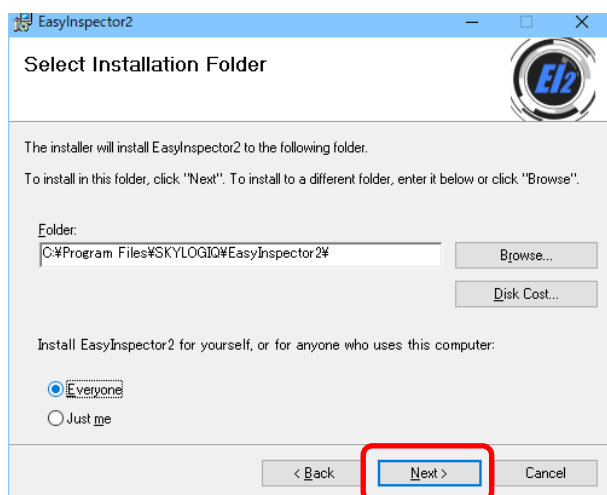 EasyInspector2
Select Installation Folder
EI2
The installer will install EasyInspector2 to the following folder.
To install in this folder, click "Next". To install to a different folder, enter it below or click "Browse".
Folder:
C:¥Program Files¥SKYLOGIQ¥EasyInspector2¥
Browse...
Disk Cost...
Install EasyInspector2 for yourself, or for anyone who uses this computer:
Everyone
Just me
< Back Next > Cancel